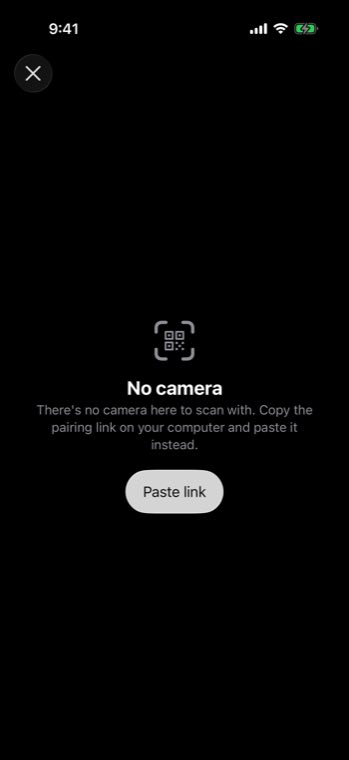 9:41
No camera
There's no camera here to scan with. Copy the
pairing link on your computer and paste it
instead.
Paste link